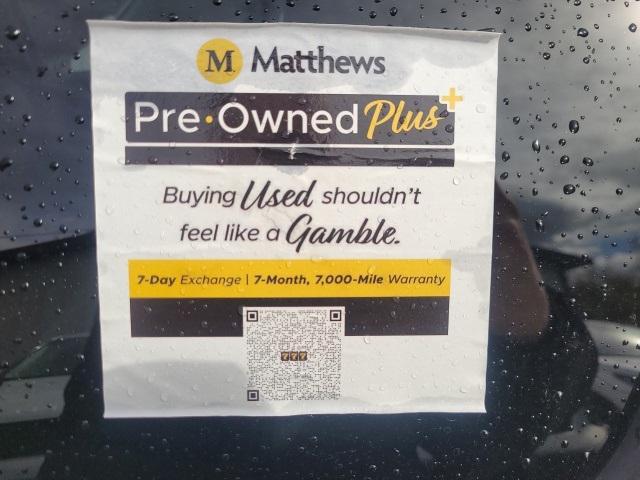 M Matthews
Pre·Owned Plus+
Buying Used shouldn't
feel like a Gamble.
7-Day Exchange | 7-Month, 7,000-Mile Warranty
777